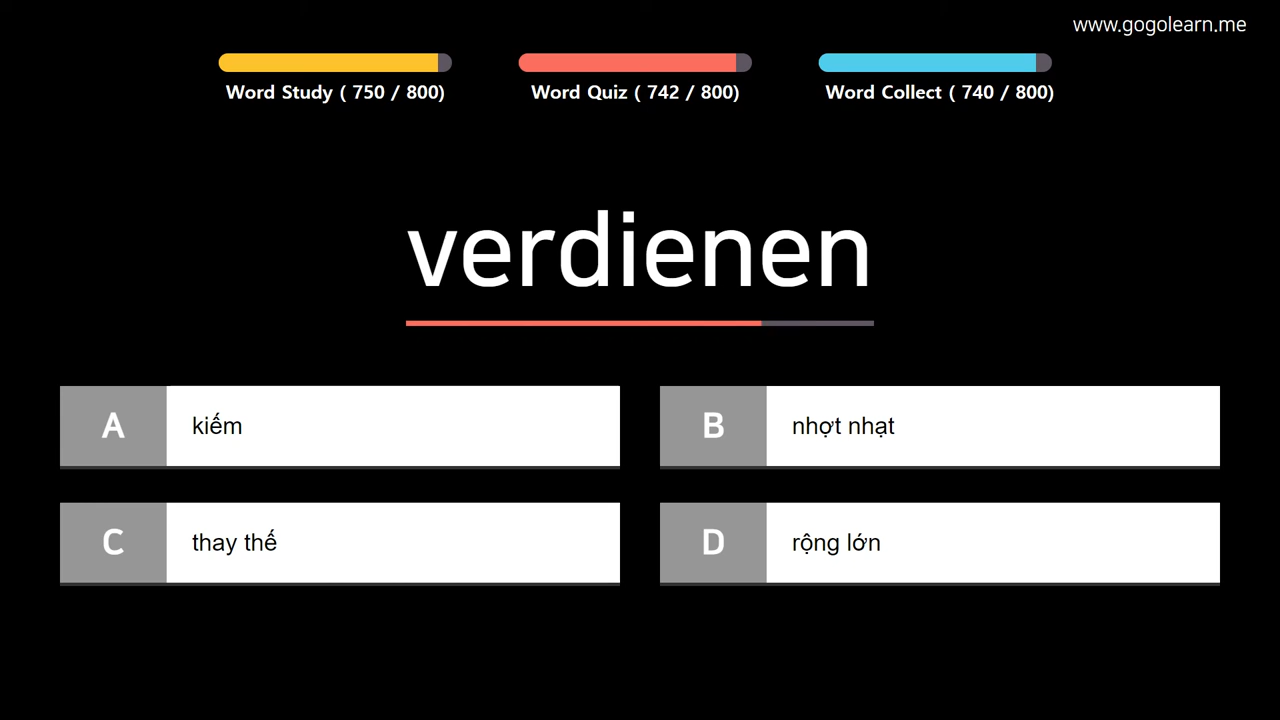 www.gogolearn.me
Word Study ( 750 / 800)
Word Quiz ( 742 / 800)
Word Collect ( 740 / 800)
verdienen
A kiếm
B nhợt nhạt
C thay thế
D rộng lớn